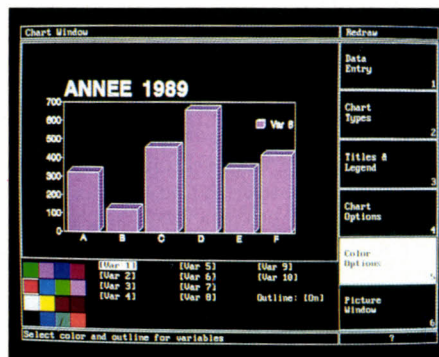 Chart Window
Redraw
Data
Entry
1
Chart
Types
2
Titles &
Legend
3
Chart
Options
4
Color
Options
5
Picture
Window
6
?
ANNEE 1989
700
600
500
400
300
200
100
0
Var 8
A B C D E F
[Var 1] [Var 5] [Var 9]
[Var 2] [Var 6] [Var 10]
[Var 3] [Var 7]
[Var 4] [Var 8] Outline: [On]
Select color and outline for variables